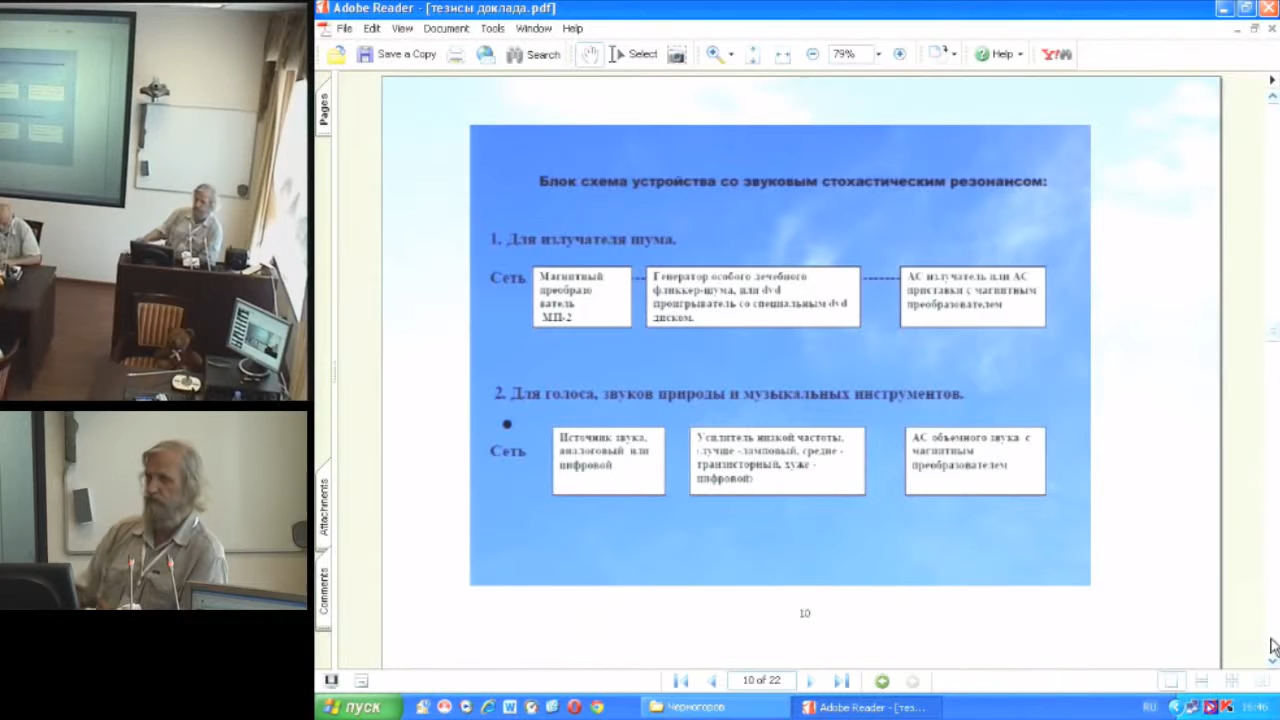 Adobe Reader - [тезисы доклада.pdf]
File Edit View Document Tools Window Help
Save a Copy Search Select 79% Help Y!
Pages
Attachments
Comments
Блок схема устройства со звуковым стохастическим резонансом:
1. Для излучателя шума.
Сеть
Магнитный
преобразо
ватель
МП-2
Генератор особого лечебного
фликкер-шума, или dvd
проигрыватель со специальным dvd
диском.
АС излучатель или АС
приставки с магнитным
преобразователем
2. Для голоса, звуков природы и музыкальных инструментов.
Сеть
Источник звука,
аналоговый или
цифровой
Усилитель низкой частоты,
(лучше -ламповый, средне -
транзисторный, хуже -
цифровой)
АС объемного звука с
магнитным
преобразователем
10
10 of 22
пуск Черногоров Adobe Reader - [тез... RU 16:46